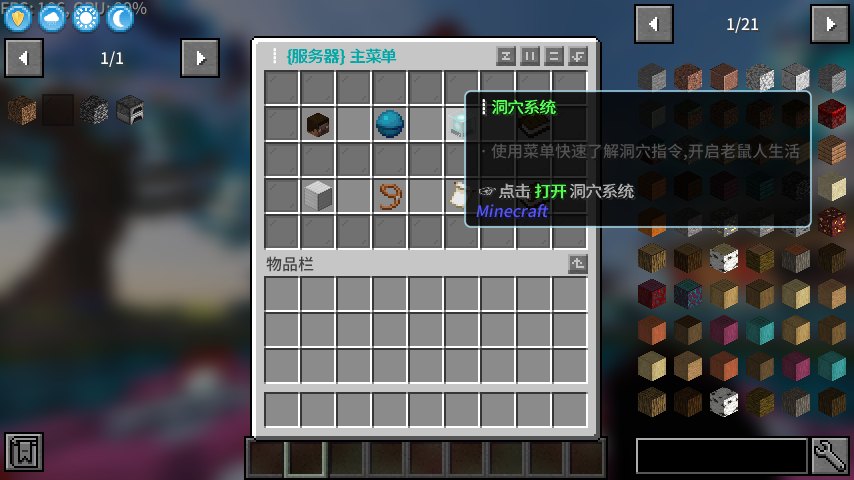 1/1
1/21
{服务器} 主菜单
洞穴系统
· 使用菜单快速了解洞穴指令,开启老鼠人生活
☞ 点击 打开 洞穴系统
Minecraft
物品栏